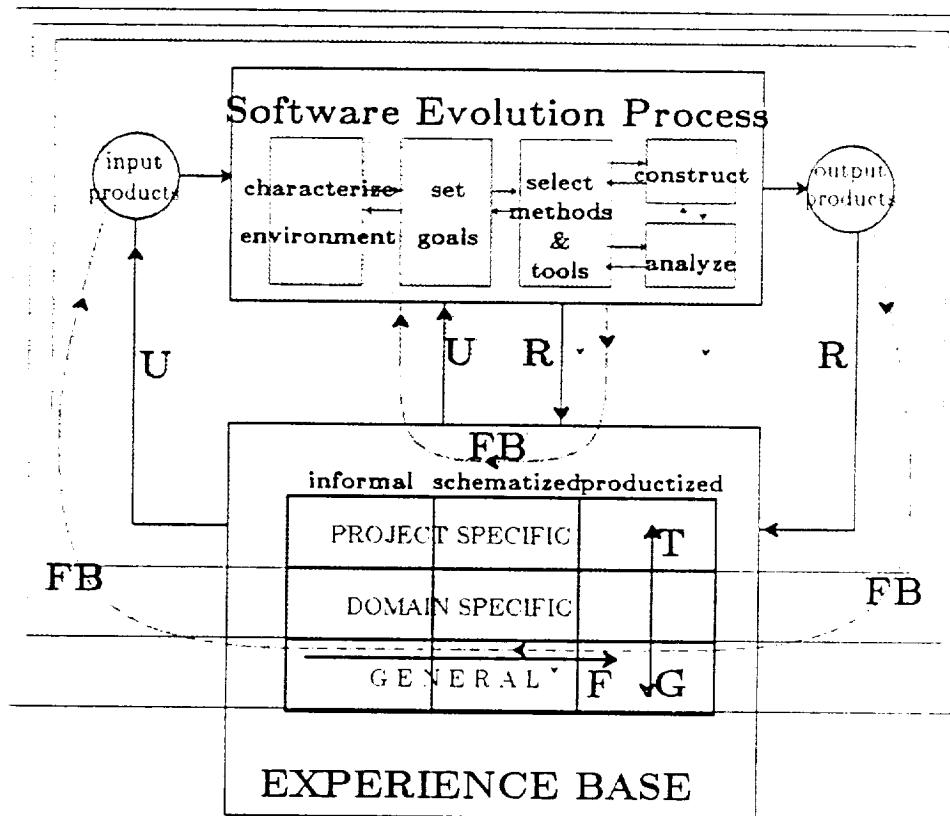 Software Evolution Process
input
products
characterize
environment
set
goals
select
methods
&
tools
construct
analyze
output
products
U
U
R
R
FB
informal schematized productized
PROJECT SPECIFIC
T
FB
DOMAIN SPECIFIC
FB
GENERAL
F
G
EXPERIENCE BASE